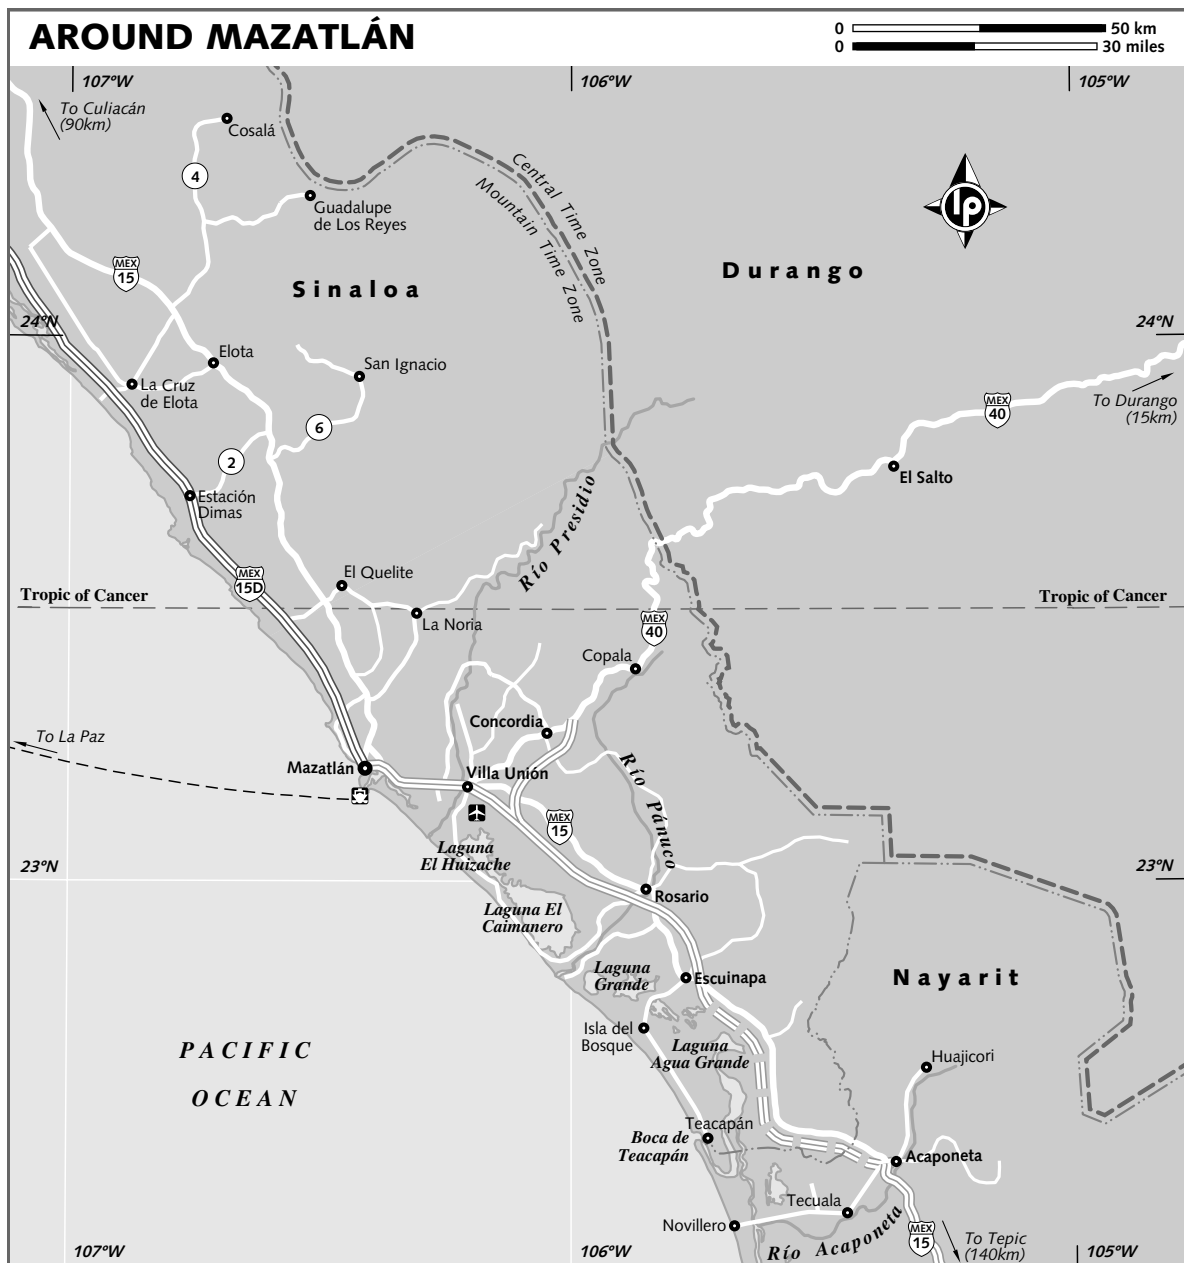 AROUND MAZATLÁN
0 50 km
0 30 miles
107°W
106°W
105°W
To Culiacán
(90km)
Cosalá
4
Guadalupe
de Los Reyes
Central Time Zone
Mountain Time Zone
lp
MEX
15
Sinaloa
Durango
24°N
24°N
Elota
San Ignacio
La Cruz
de Elota
MEX
40
To Durango
(15km)
6
2
El Salto
Estación
Dimas
Río Presidio
MEX
15D
El Quelite
Tropic of Cancer
Tropic of Cancer
La Noria
MEX
40
Copala
Concordia
To La Paz
Mazatlán
Villa Unión
Río Pánuco
MEX
15
Laguna
El Huizache
23°N
23°N
Rosario
Laguna El
Caimanero
Laguna
Grande
Escuinapa
Nayarit
Isla del
Bosque
Laguna
Agua Grande
PACIFIC
OCEAN
Huajicori
Teacapán
Boca de
Teacapán
Acaponeta
Tecuala
Novillero
Río Acaponeta
MEX
15
To Tepic
(140km)
107°W
106°W
105°W